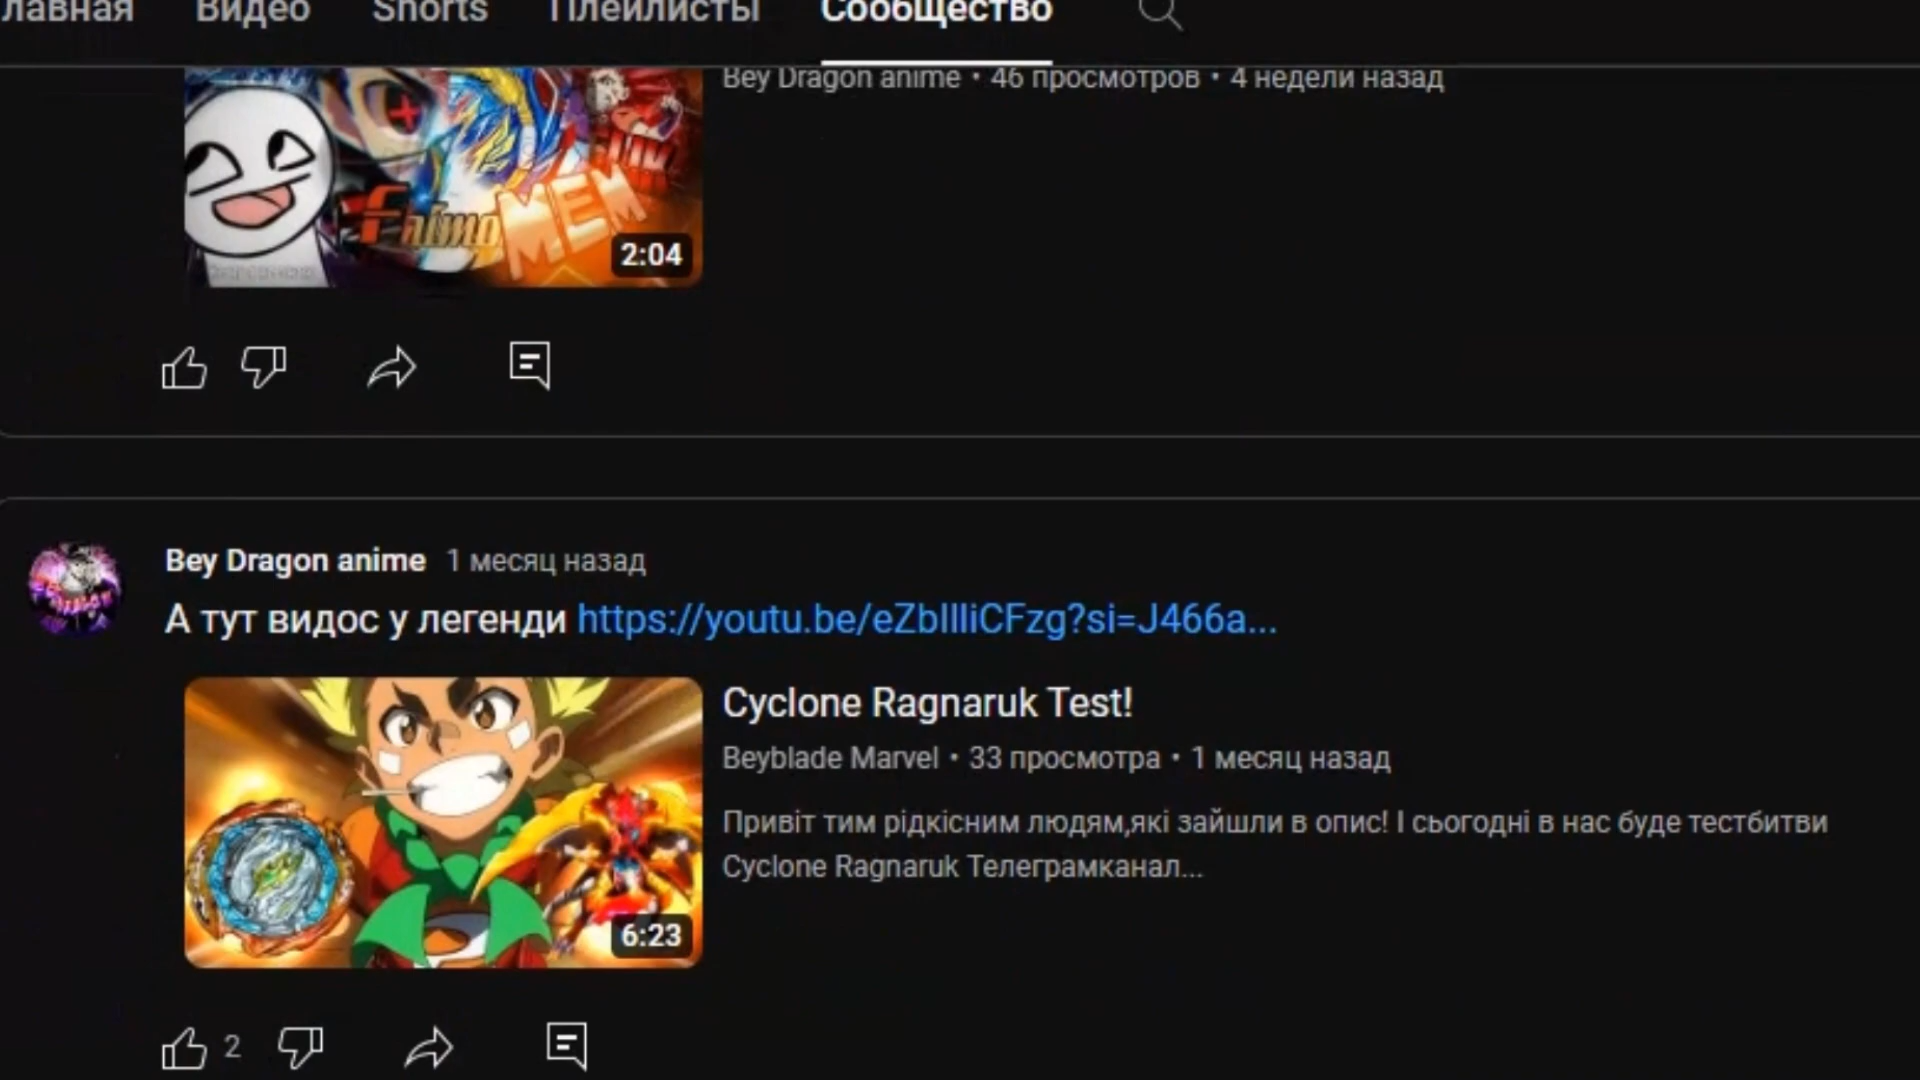 лавная Видео Shorts Плейлисты Сообщество
Bey Dragon anime • 46 просмотров • 4 недели назад
MEM
2:04
Bey Dragon anime 1 месяц назад
А тут видос у легенди https://youtu.be/eZbIIIiCFzg?si=J466a...
Cyclone Ragnaruk Test!
Beyblade Marvel • 33 просмотра • 1 месяц назад
Привіт тим рідкісним людям,які зайшли в опис! І сьогодні в нас буде тестбитви
Cyclone Ragnaruk Телеграмканал...
6:23
2